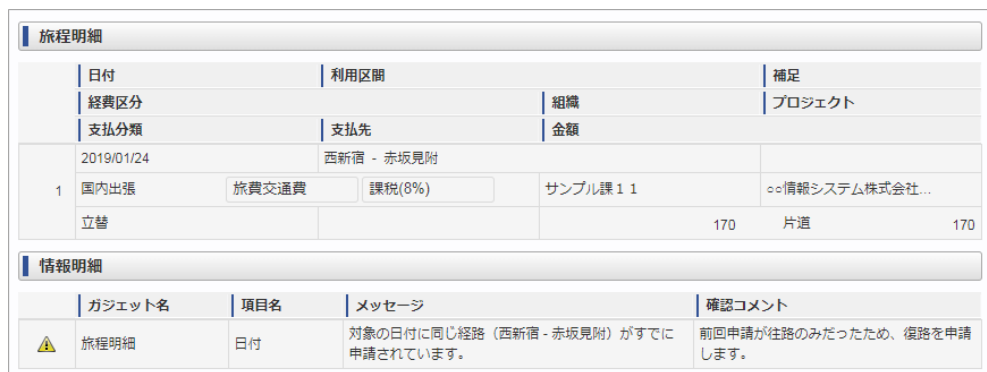 旅程明細
日付 利用区間 補足
経費区分 組織 プロジェクト
支払分類 支払先 金額
2019/01/24 西新宿 - 赤坂見附
1 国内出張 旅費交通費 課税(8%) サンプル課11 ○○情報システム株式会社...
立替 170 片道 170
情報明細
ガジェット名 項目名 メッセージ 確認コメント
旅程明細 日付 対象の日付に同じ経路（西新宿 - 赤坂見附）がすでに 前回申請が往路のみだったため、復路を申請
申請されています。 します。